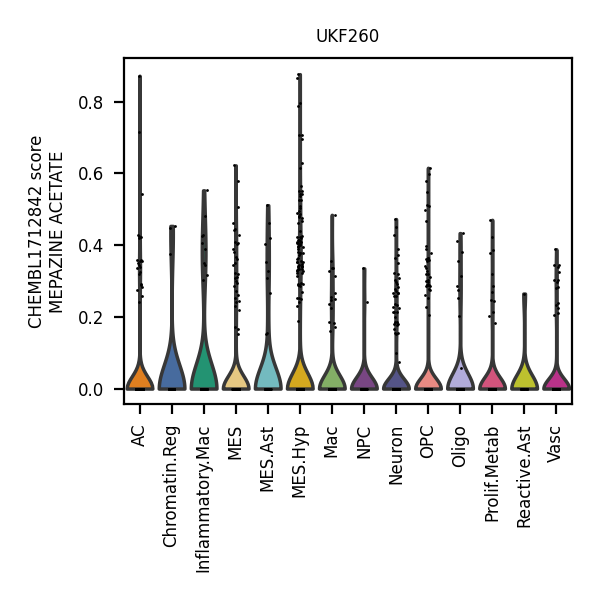 UKF260
CHEMBL1712842 score
MEPAZINE ACETATE
0.8
0.6
0.4
0.2
0.0
AC
Chromatin.Reg
Inflammatory.Mac
MES
MES.Ast
MES.Hyp
Mac
NPC
Neuron
OPC
Oligo
Prolif.Metab
Reactive.Ast
Vasc